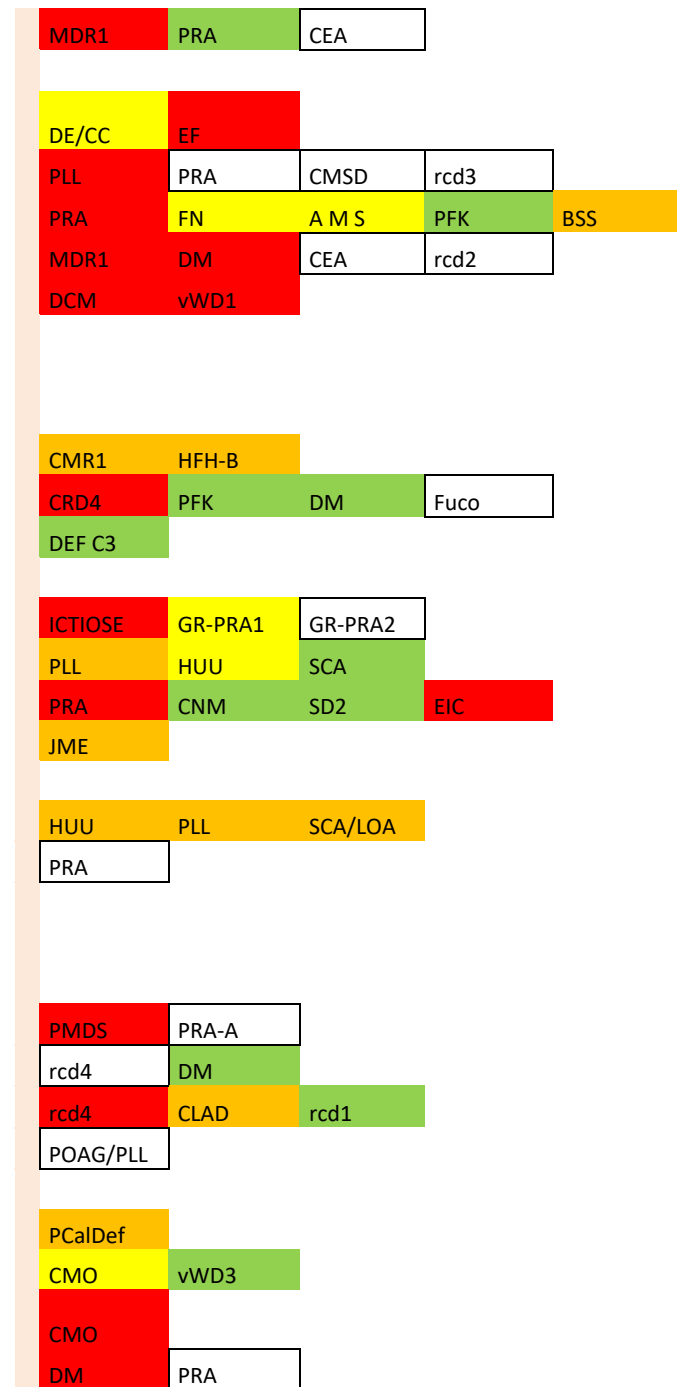 MDR1 PRA CEA
DE/CC EF
PLL PRA CMSD rcd3
PRA FN A M S PFK BSS
MDR1 DM CEA rcd2
DCM vWD1
CMR1 HFH-B
CRD4 PFK DM Fuco
DEF C3
ICTIOSE GR-PRA1 GR-PRA2
PLL HUU SCA
PRA CNM SD2 EIC
JME
HUU PLL SCA/LOA
PRA
PMDS PRA-A
rcd4 DM
rcd4 CLAD rcd1
POAG/PLL
PCalDef
CMO vWD3
CMO
DM PRA